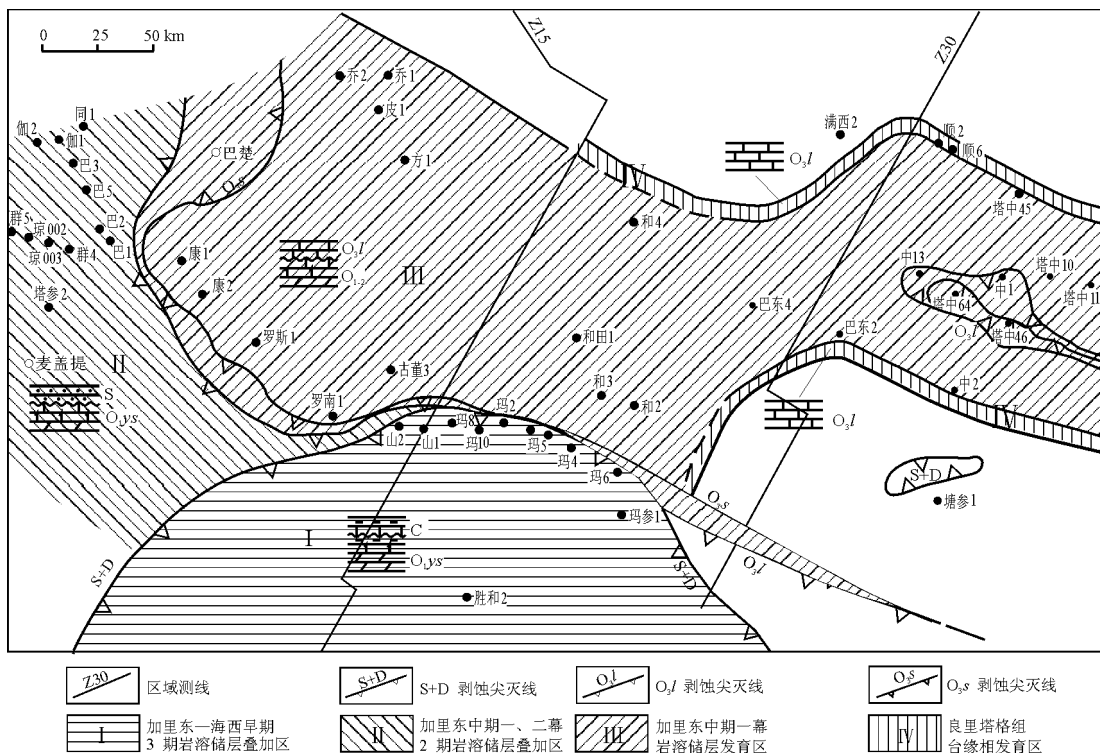 0 25 50 km
Z15
Z30
乔2
乔1
皮1
方1
同1
伽2
伽1
巴3
巴5
巴楚
O₃s
满西2
顺2
顺6
O₃l
IV
塔中45
和4
群5
琼002
琼003
群4
巴2
巴1
康1
康2
O₃l
O₁₋₂
III
中13
中1
塔中10
塔中11
塔中64
塔中46
O₃l
塔参2
巴东4
巴东2
罗斯1
和田1
麦盖提
II
S
O₁ys
古董3
罗南1
和3
和2
中2
IV
O₃l
山2
山1
玛8
玛10
玛2
玛5
玛4
玛6
S+D
塘参1
玛参1
O₃s
O₃l
I
C
O₁ys
S+D
S+D
胜和2
Z30 区域测线
S+D S+D 剥蚀尖灭线
O₃l O₃l 剥蚀尖灭线
O₃s O₃s 剥蚀尖灭线
I 加里东—海西早期
3 期岩溶储层叠加区
II 加里东中期一、二幕
2 期岩溶储层叠加区
III 加里东中期一幕
岩溶储层发育区
IV 良里塔格组
台缘相发育区